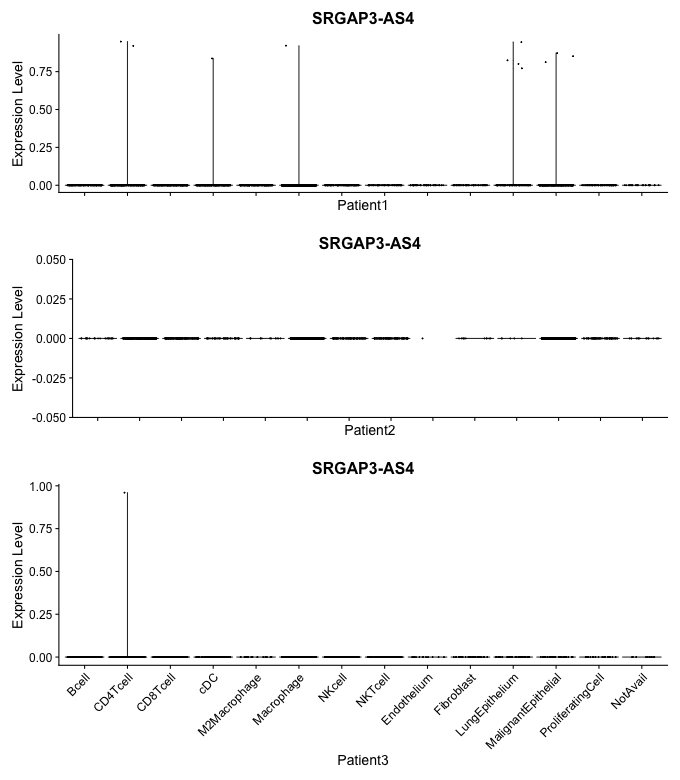 SRGAP3-AS4
Expression Level
0.75
0.50
0.25
0.00
Patient1
SRGAP3-AS4
Expression Level
0.050
0.025
0.000
-0.025
-0.050
Patient2
SRGAP3-AS4
Expression Level
1.00
0.75
0.50
0.25
0.00
Bcell
CD4Tcell
CD8Tcell
cDC
M2Macrophage
Macrophage
NKcell
NKTcell
Endothelium
Fibroblast
LungEpithelium
MalignantEpithelial
ProliferatingCell
NotAvail
Patient3